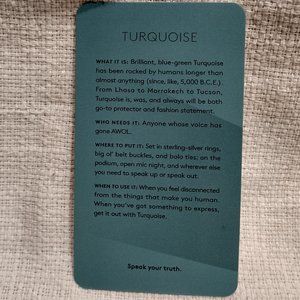 TURQUOISE
WHAT IT IS: Brilliant, blue-green Turquoise
has been rocked by humans longer than
almost anything (since, like, 5,000 B.C.E.)
From Lhasa to Marrakech to Tucson,
Turquoise is, was, and always will be both
go-to protector and fashion statement.
WHO NEEDS IT: Anyone whose voice has
gone AWOL.
WHERE TO PUT IT: Set in sterling-silver rings,
big ol' belt buckles, and bolo ties; on the
podium, open mic night, and wherever else
you need to speak up or speak out.
WHEN TO USE IT: When you feel disconnected
from the things that make you human.
When you've got something to express,
get it out with Turquoise.
Speak your truth.